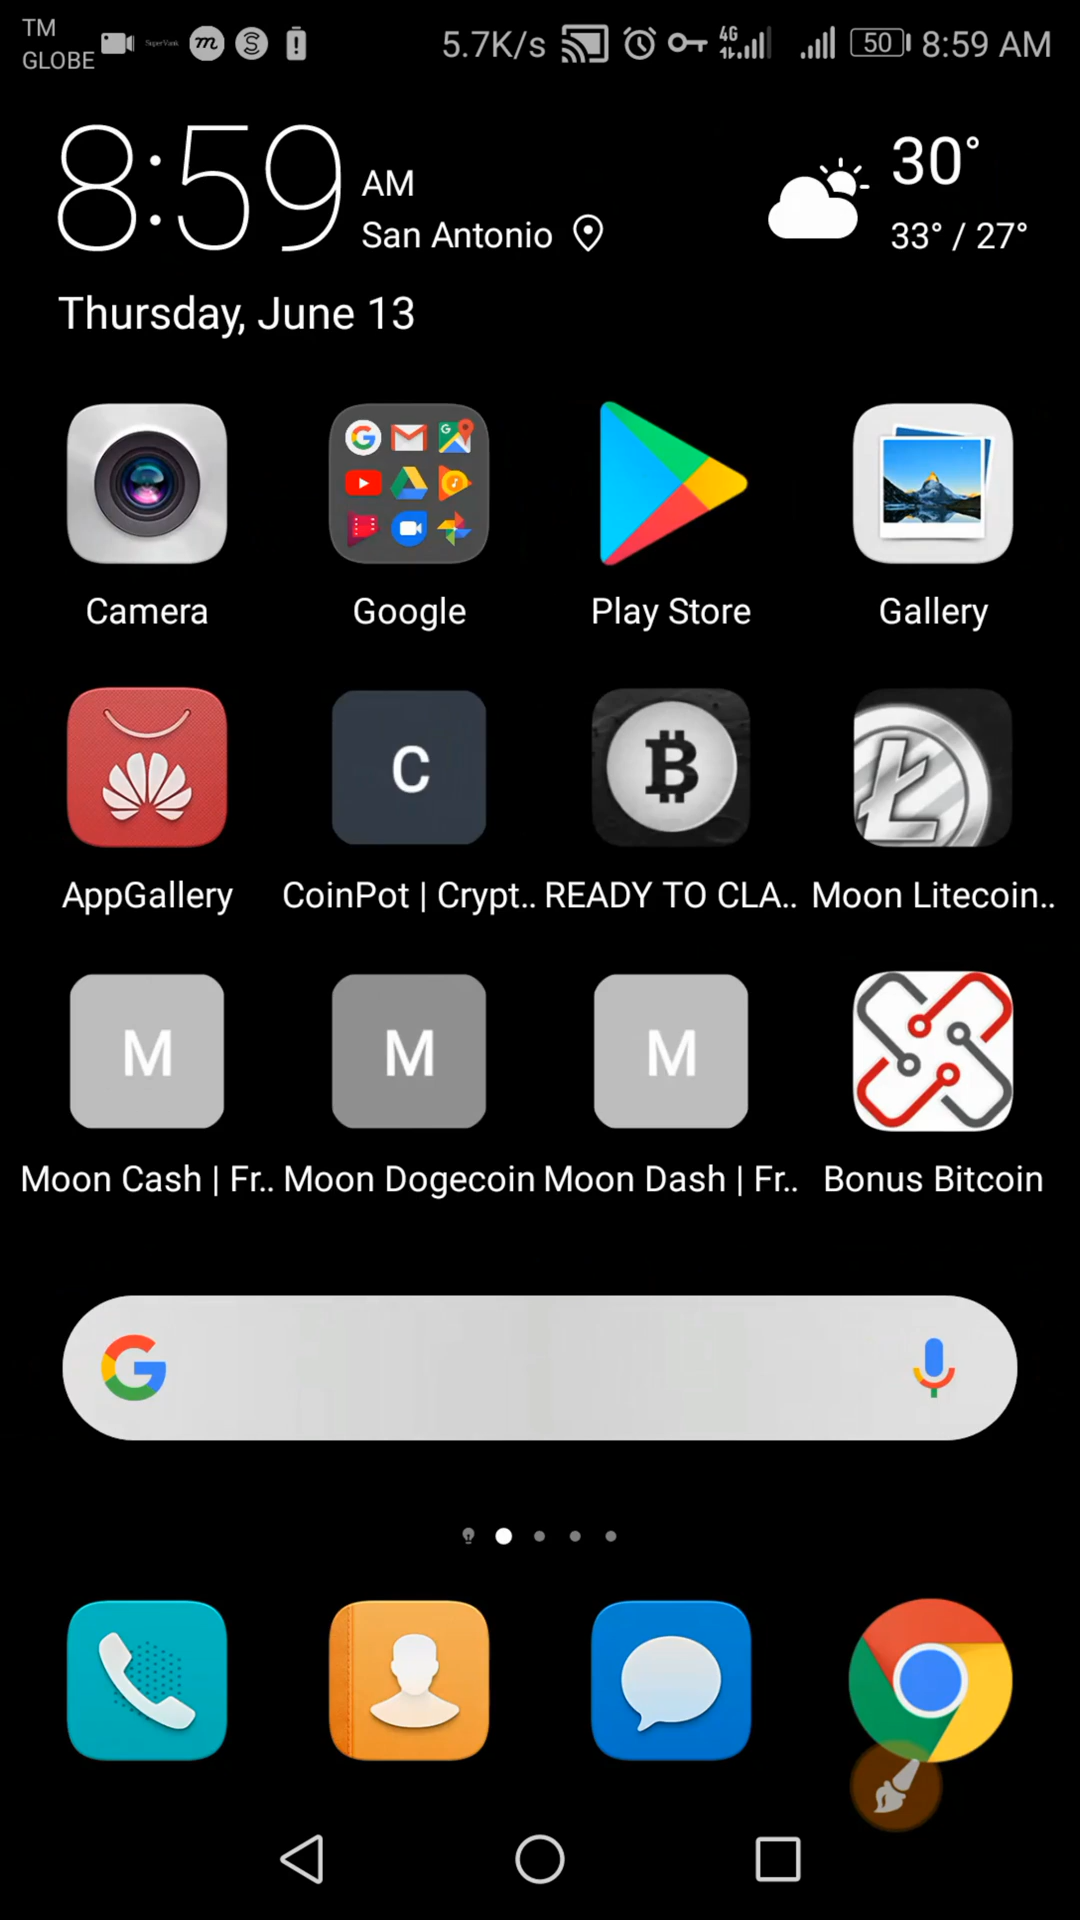 TM
GLOBE
SuperVank
5.7K/s
4G
50
8:59 AM
8:59
AM
San Antonio
30°
33° / 27°
Thursday, June 13
Camera
Google
Play Store
Gallery
C
B
AppGallery
CoinPot | Crypt..
READY TO CLA..
Moon Litecoin..
M
M
M
Moon Cash | Fr..
Moon Dogecoin
Moon Dash | Fr..
Bonus Bitcoin